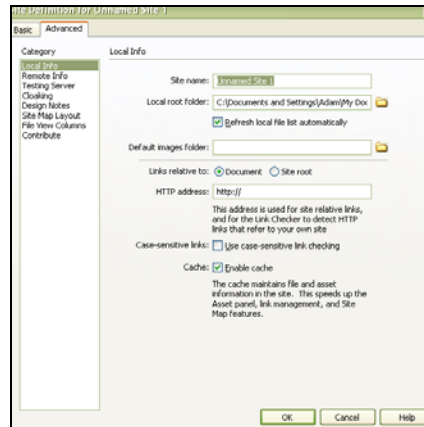 Site Definition for Unnamed Site 1
Basic
Advanced
Category
Local Info
Local Info
Remote Info
Testing Server
Cloaking
Design Notes
Site Map Layout
File View Columns
Contribute
Site name: Unnamed Site 1
Local root folder: C:\Documents and Settings\Adam\My Doc
Refresh local file list automatically
Default images folder:
Links relative to: Document Site root
HTTP address: http://
This address is used for site relative links,
and for the Link Checker to detect HTTP
links that refer to your own site
Case-sensitive links: Use case-sensitive link checking
Cache: Enable cache
The cache maintains file and asset
information in the site. This speeds up the
Asset panel, link management, and Site
Map features.
OK Cancel Help